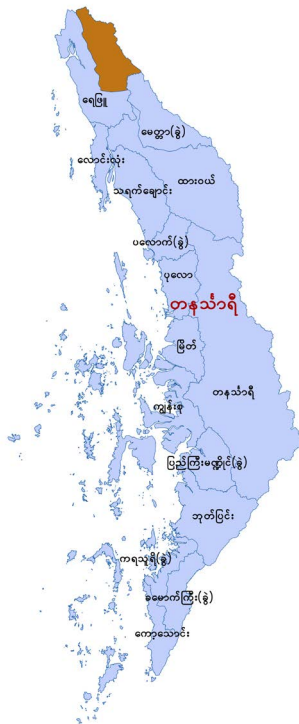 ရေဖြူ
မေတ္တာ(ခွဲ)
လောင်းလုံး
ထားဝယ်
သရက်ချောင်း
ပလောက်(ခွဲ)
ပုလော
တနင်္သာရီ
မြိတ်
တနင်္သာရီ
ကျွန်းစု
ပြည်ကြီးမဏ္ဍိုင်(ခွဲ)
ဘုတ်ပြင်း
ကရသူရိ(ခွဲ)
ခမောက်ကြီး(ခွဲ)
ကော့သောင်း